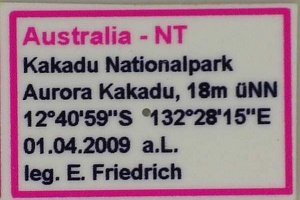 Australia - NT
Kakadu Nationalpark
Aurora Kakadu, 18m üNN
12°40'59"S 132°28'15"E
01.04.2009 a.L.
leg. E. Friedrich